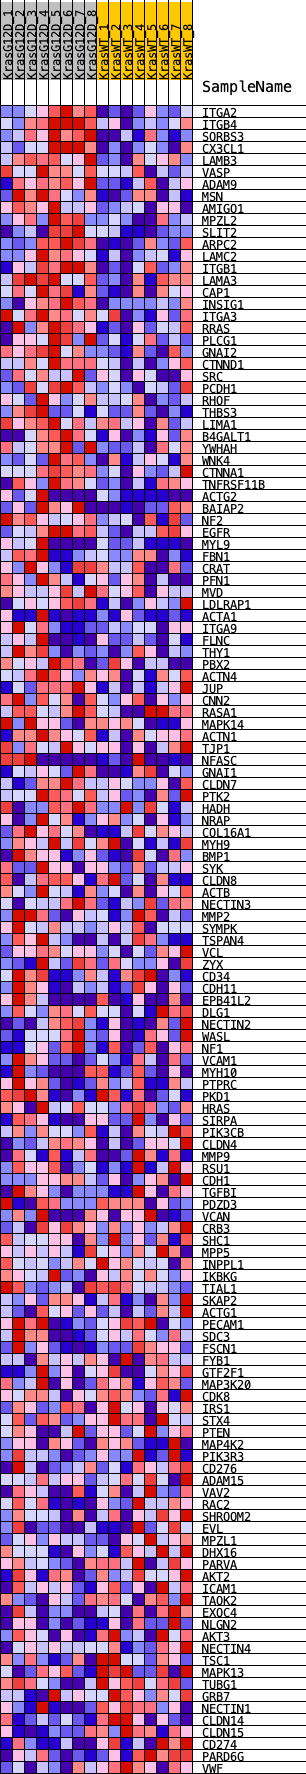 KrasG12D_1
KrasG12D_2
KrasG12D_3
KrasG12D_4
KrasG12D_5
KrasG12D_6
KrasG12D_7
KrasG12D_8
KrasWT_1
KrasWT_2
KrasWT_3
KrasWT_4
KrasWT_5
KrasWT_6
KrasWT_7
KrasWT_8
SampleName
ITGA2
ITGB4
SORBS3
CX3CL1
LAMB3
VASP
ADAM9
MSN
AMIGO1
MPZL2
SLIT2
ARPC2
LAMC2
ITGB1
LAMA3
CAP1
INSIG1
ITGA3
RRAS
PLCG1
GNAI2
CTNND1
SRC
PCDH1
RHOF
THBS3
LIMA1
B4GALT1
YWHAH
WNK4
CTNNA1
TNFRSF11B
ACTG2
BAIAP2
NF2
EGFR
MYL9
FBN1
CRAT
PFN1
MVD
LDLRAP1
ACTA1
ITGA9
FLNC
THY1
PBX2
ACTN4
JUP
CNN2
RASA1
MAPK14
ACTN1
TJP1
NFASC
GNAI1
CLDN7
PTK2
HADH
NRAP
COL16A1
MYH9
BMP1
SYK
CLDN8
ACTB
NECTIN3
MMP2
SYMPK
TSPAN4
VCL
ZYX
CD34
CDH11
EPB41L2
DLG1
NECTIN2
WASL
NF1
VCAM1
MYH10
PTPRC
PKD1
HRAS
SIRPA
PIK3CB
CLDN4
MMP9
RSU1
CDH1
TGFBI
PDZD3
VCAN
CRB3
SHC1
MPP5
INPPL1
IKBKG
TIAL1
SKAP2
ACTG1
PECAM1
SDC3
FSCN1
FYB1
GTF2F1
MAP3K20
CDK8
IRS1
STX4
PTEN
MAP4K2
PIK3R3
CD276
ADAM15
VAV2
RAC2
SHROOM2
EVL
MPZL1
DHX16
PARVA
AKT2
ICAM1
TAOK2
EXOC4
NLGN2
AKT3
NECTIN4
TSC1
MAPK13
TUBG1
GRB7
NECTIN1
CLDN14
CLDN15
CD274
PARD6G
VWF